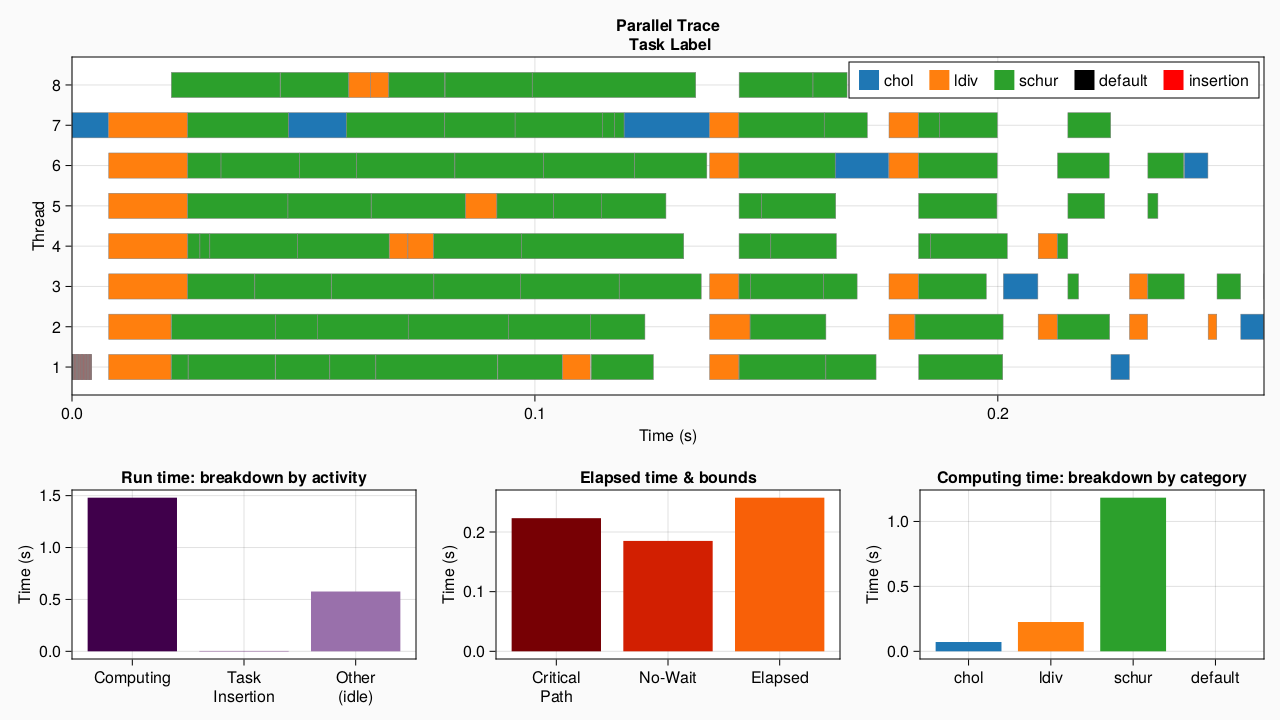 Parallel Trace
Task Label
chol ldiv schur default insertion
Thread
8
7
6
5
4
3
2
1
0.0 0.1 0.2
Time (s)
Run time: breakdown by activity
Time (s)
1.5
1.0
0.5
0.0
Computing Task Insertion Other (idle)
Elapsed time & bounds
Time (s)
0.2
0.1
0.0
Critical Path No-Wait Elapsed
Computing time: breakdown by category
Time (s)
1.0
0.5
0.0
chol ldiv schur default